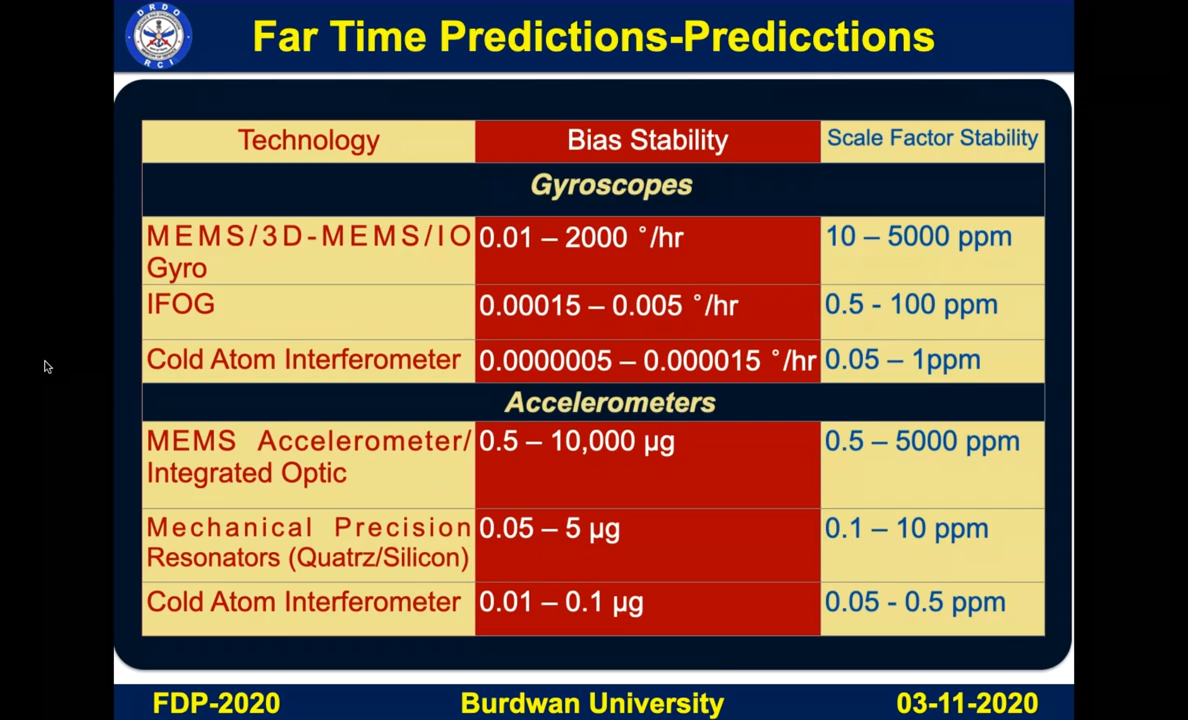 DRDO
RCI
Far Time Predictions-Predicctions
Technology Bias Stability Scale Factor Stability
Gyroscopes
MEMS/3D-MEMS/IO 0.01 – 2000 °/hr 10 – 5000 ppm
Gyro
IFOG 0.00015 – 0.005 °/hr 0.5 - 100 ppm
Cold Atom Interferometer 0.0000005 – 0.000015 °/hr 0.05 – 1ppm
Accelerometers
MEMS Accelerometer/ 0.5 – 10,000 µg 0.5 – 5000 ppm
Integrated Optic
Mechanical Precision 0.05 – 5 µg 0.1 – 10 ppm
Resonators (Quatrz/Silicon)
Cold Atom Interferometer 0.01 – 0.1 µg 0.05 - 0.5 ppm
FDP-2020 Burdwan University 03-11-2020